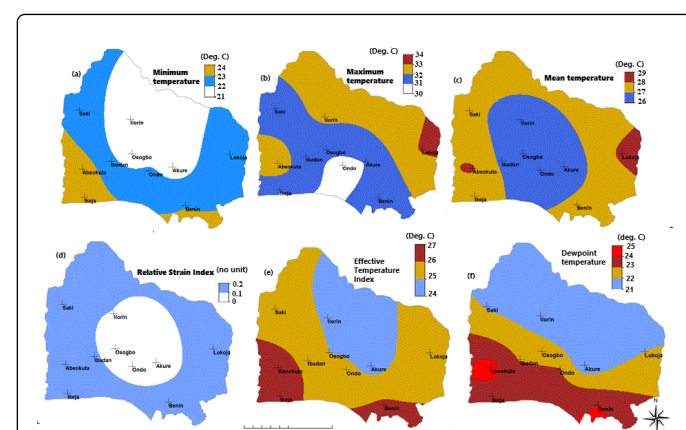 (a)
Minimum
temperature
(Deg. C)
24
23
22
21
Saki
Ilorin
Osogbo
Ibadan
Abeokuta
Ondo
Akure
Lokoja
Ikeja
Benin
(b)
Maximum
temperature
(Deg. C)
34
33
32
31
30
Saki
Ilorin
Osogbo
Ibadan
Abeokuta
Ondo
Akure
Lokoja
Ikeja
Benin
(c)
Mean temperature
(Deg. C)
29
28
27
26
Saki
Ilorin
Osogbo
Ibadan
Abeokuta
Ondo
Akure
Lokoja
Ikeja
Benin
(d)
Relative Strain Index (no unit)
0.2
0.1
0
Saki
Ilorin
Osogbo
Ibadan
Abeokuta
Ondo
Akure
Lokoja
Ikeja
Benin
(e)
Effective
Temperature
Index
(Deg. C)
27
26
25
24
Saki
Ilorin
Osogbo
Ibadan
Abeokuta
Ondo
Akure
Lokoja
Ikeja
Benin
(f)
Dewpoint
temperature
(deg. C)
25
24
23
22
21
Saki
Ilorin
Osogbo
Ibadan
Abeokuta
Ondo
Akure
Lokoja
Ikeja
Benin
N